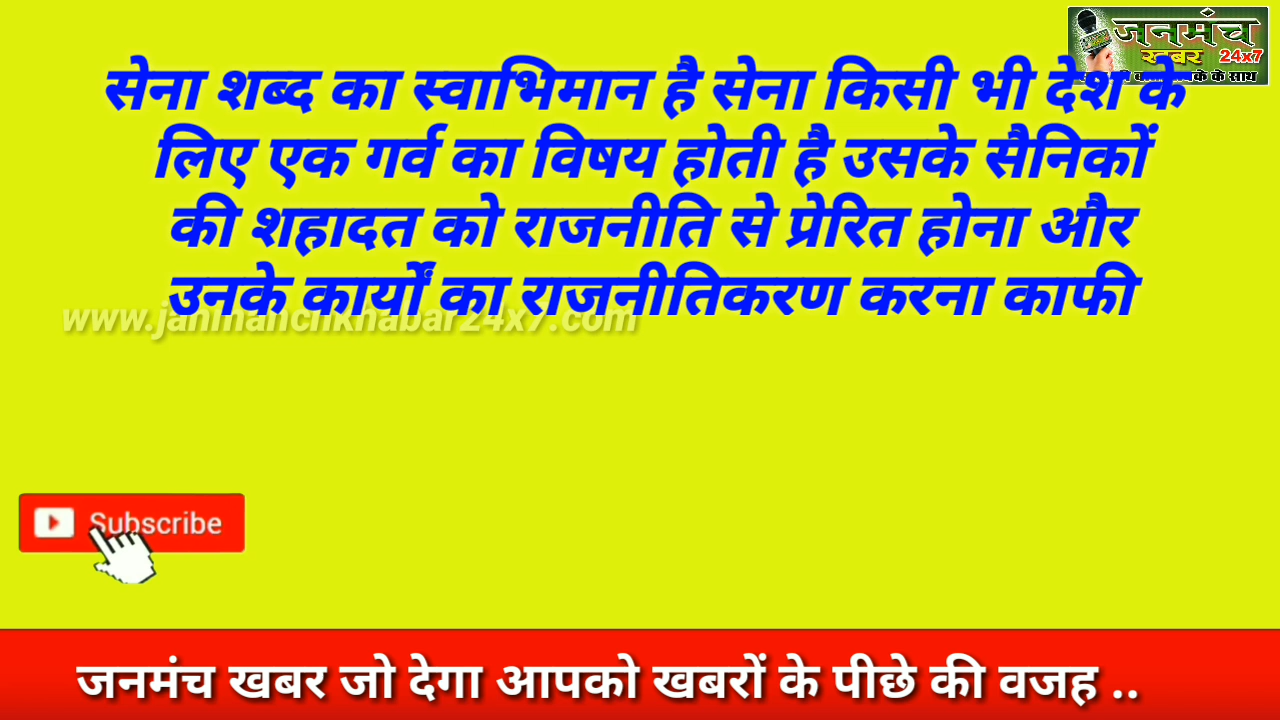 जनमंच
खबर 24x7
के साथ
सेना शब्द का स्वाभिमान है सेना किसी भी देश के
लिए एक गर्व का विषय होती है उसके सैनिकों
की शहादत को राजनीति से प्रेरित होना और
उनके कार्यों का राजनीतिकरण करना काफी
www.janmanchkhabar24x7.com
Subscribe
जनमंच खबर जो देगा आपको खबरों के पीछे की वजह ..